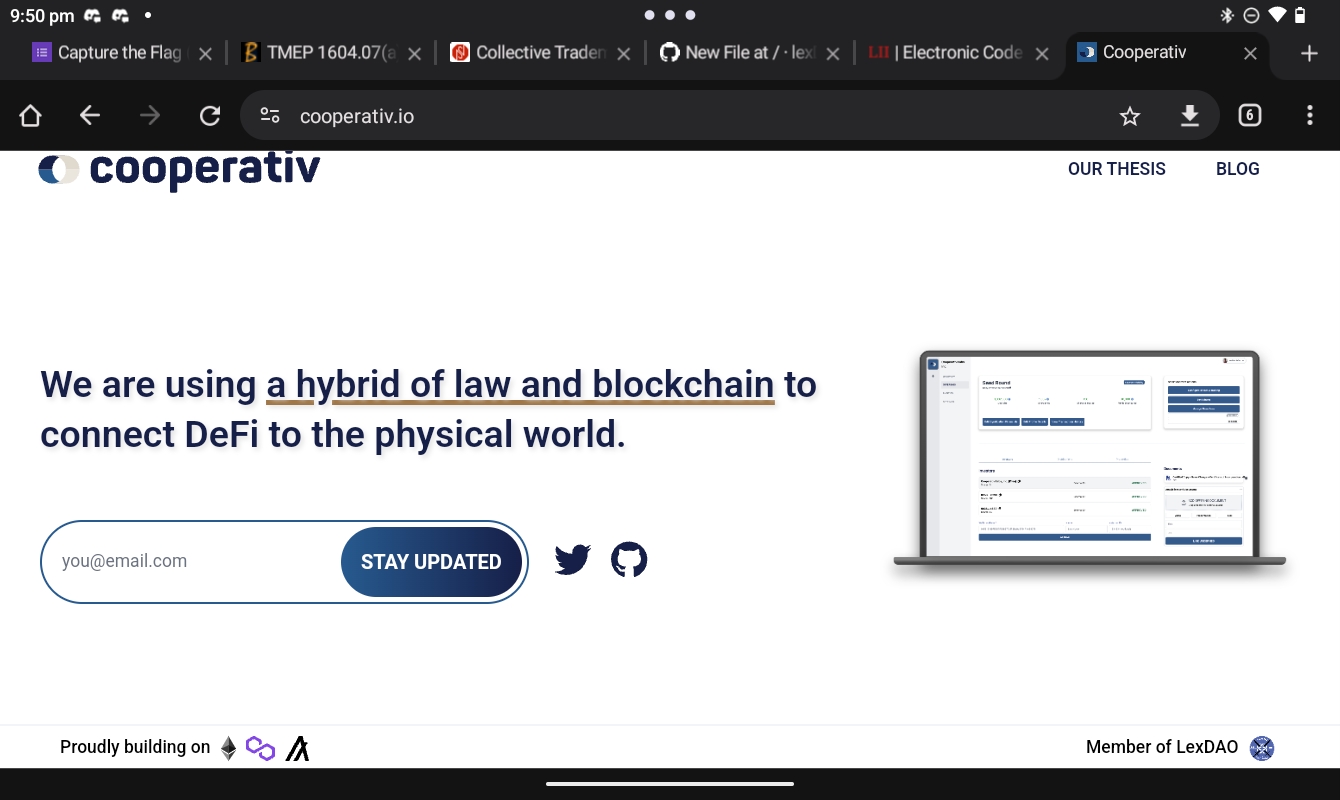 9:50 pm
Capture the Flag
TMEP 1604.07(a
Collective Tradem
New File at / · lex
LII | Electronic Code
Cooperativ
cooperativ.io
6
cooperativ
OUR THESIS
BLOG
We are using a hybrid of law and blockchain to
connect DeFi to the physical world.
you@email.com
STAY UPDATED
Seed Round
Proudly building on
Member of LexDAO